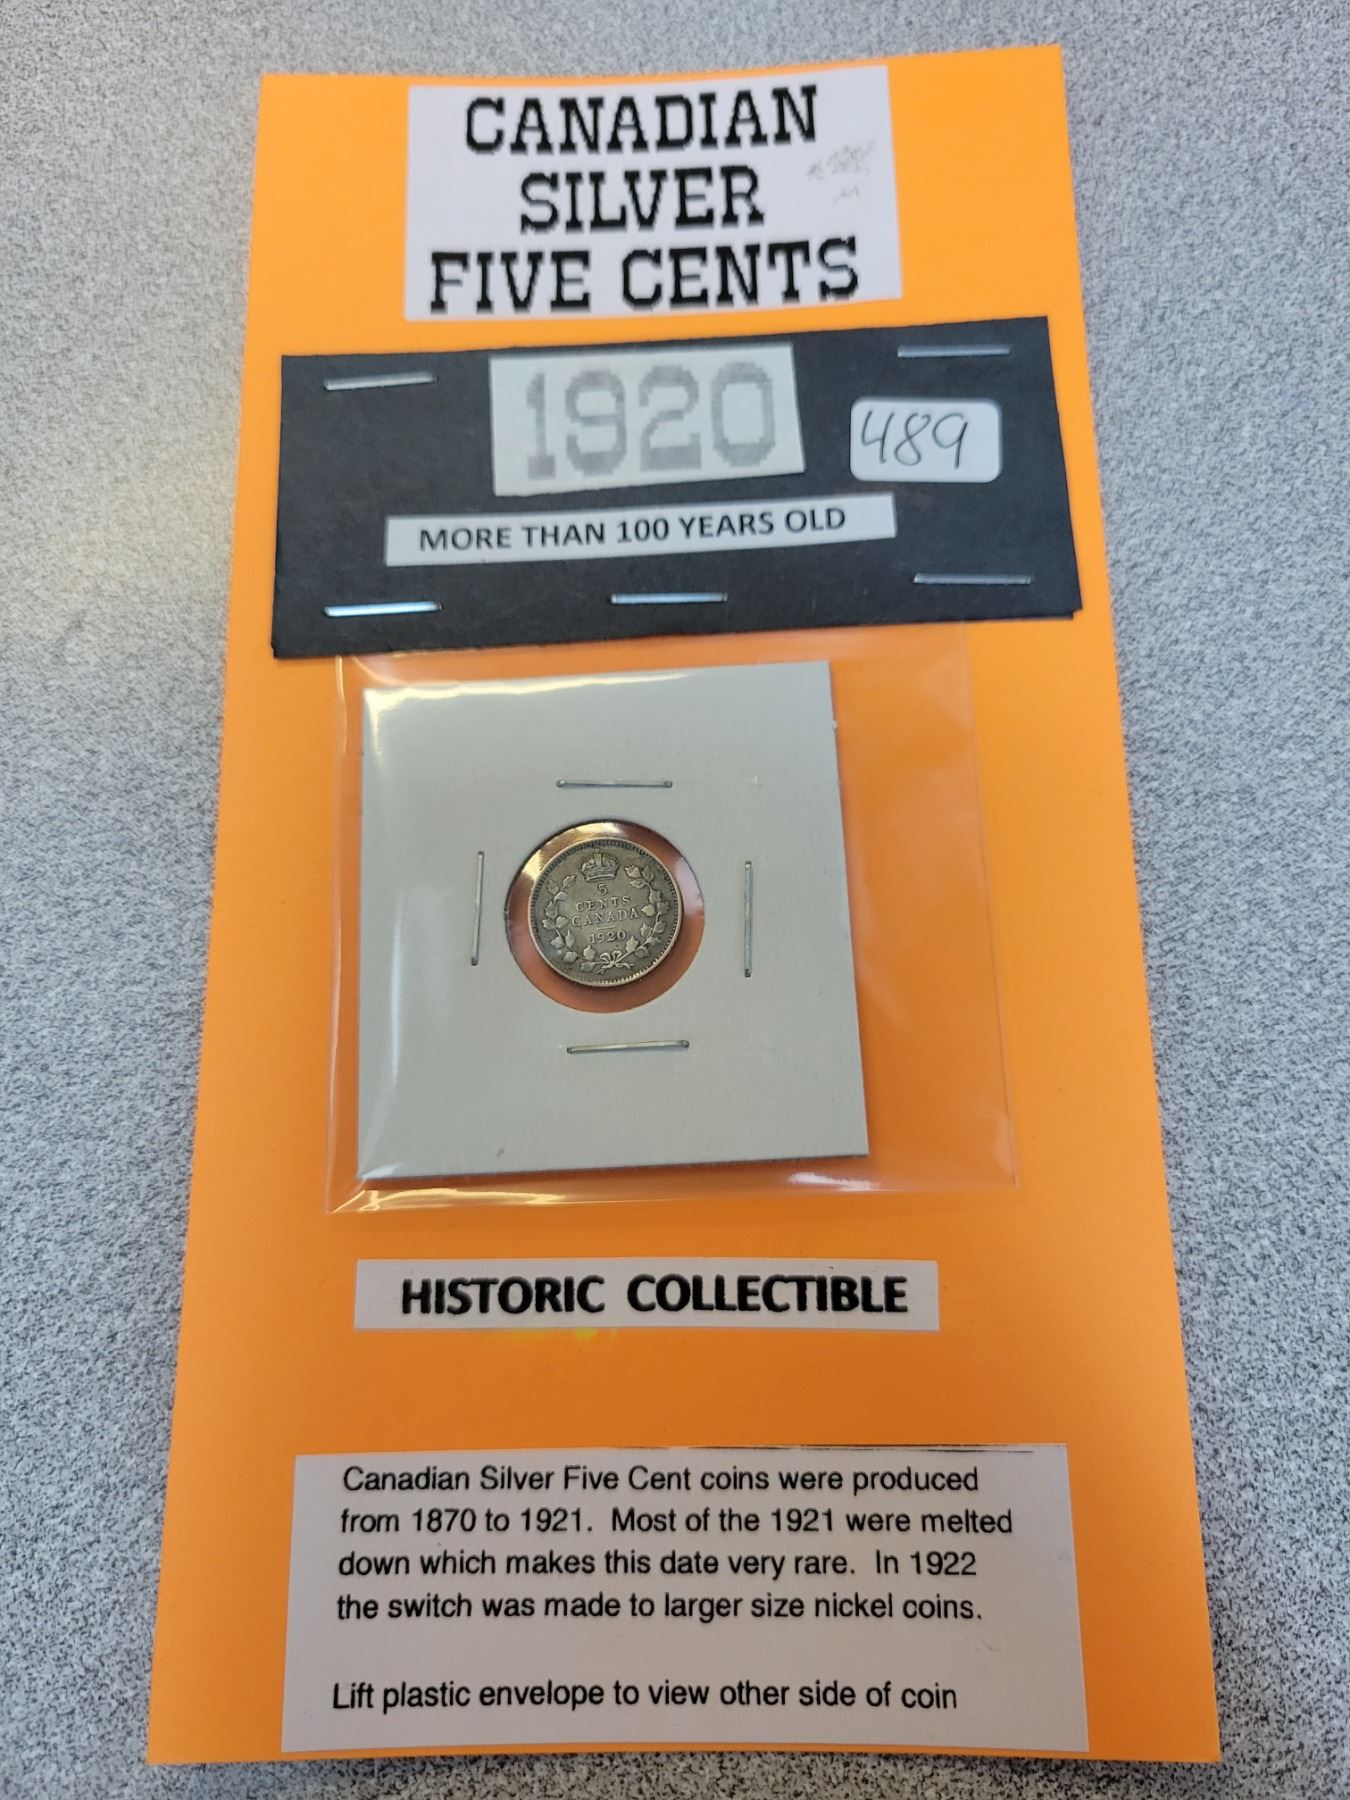 CANADIAN
SILVER
FIVE CENTS
1920
489
MORE THAN 100 YEARS OLD
5
CENTS
CANADA
1920
HISTORIC COLLECTIBLE
Canadian Silver Five Cent coins were produced
from 1870 to 1921. Most of the 1921 were melted
down which makes this date very rare. In 1922
the switch was made to larger size nickel coins.
Lift plastic envelope to view other side of coin